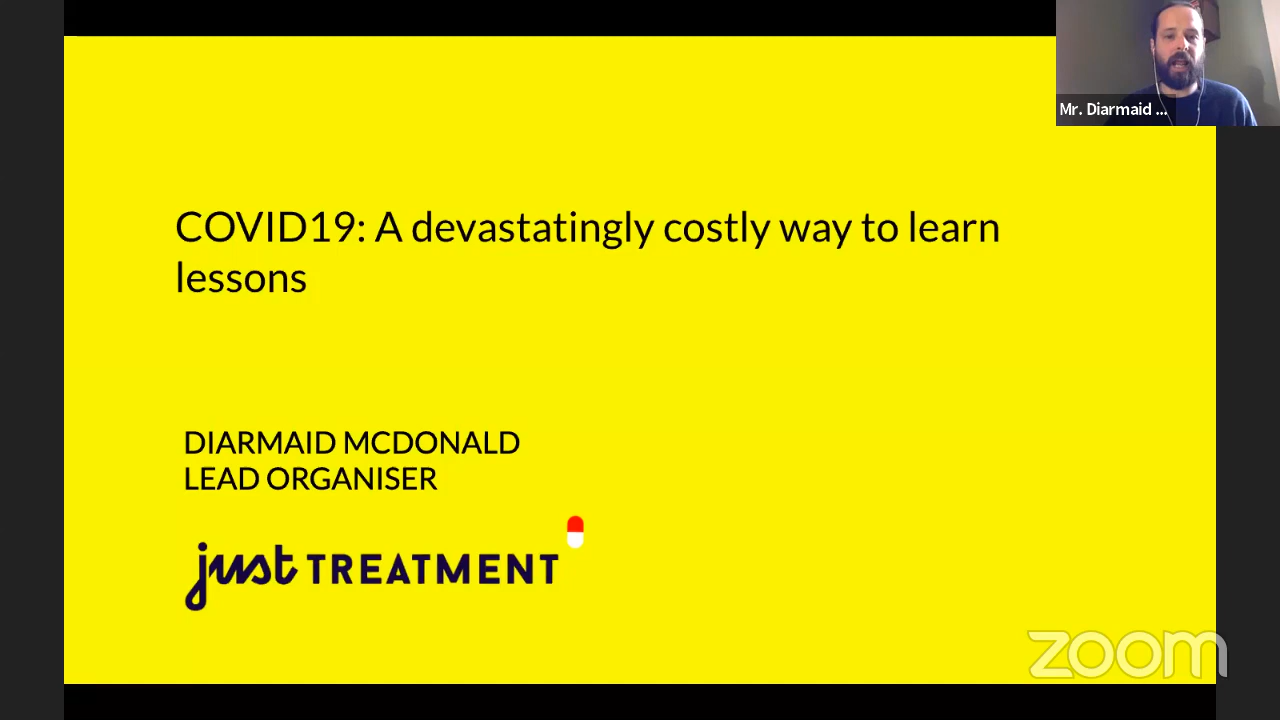 Mr. Diarmaid ...
COVID19: A devastatingly costly way to learn
lessons
DIARMAID MCDONALD
LEAD ORGANISER
just TREATMENT
zoom